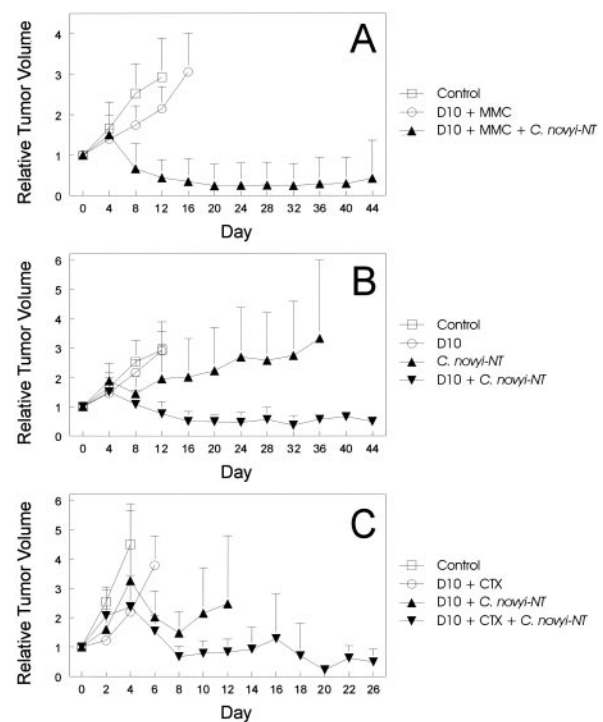 A
Relative Tumor Volume
4
3
2
1
0
0 4 8 12 16 20 24 28 32 36 40 44
Day
Control
D10 + MMC
D10 + MMC + C. novyi-NT
B
Relative Tumor Volume
6
5
4
3
2
1
0
0 4 8 12 16 20 24 28 32 36 40 44
Day
Control
D10
C. novyi-NT
D10 + C. novyi-NT
C
Relative Tumor Volume
6
5
4
3
2
1
0
0 2 4 6 8 10 12 14 16 18 20 22 24 26
Day
Control
D10 + CTX
D10 + C. novyi-NT
D10 + CTX + C. novyi-NT